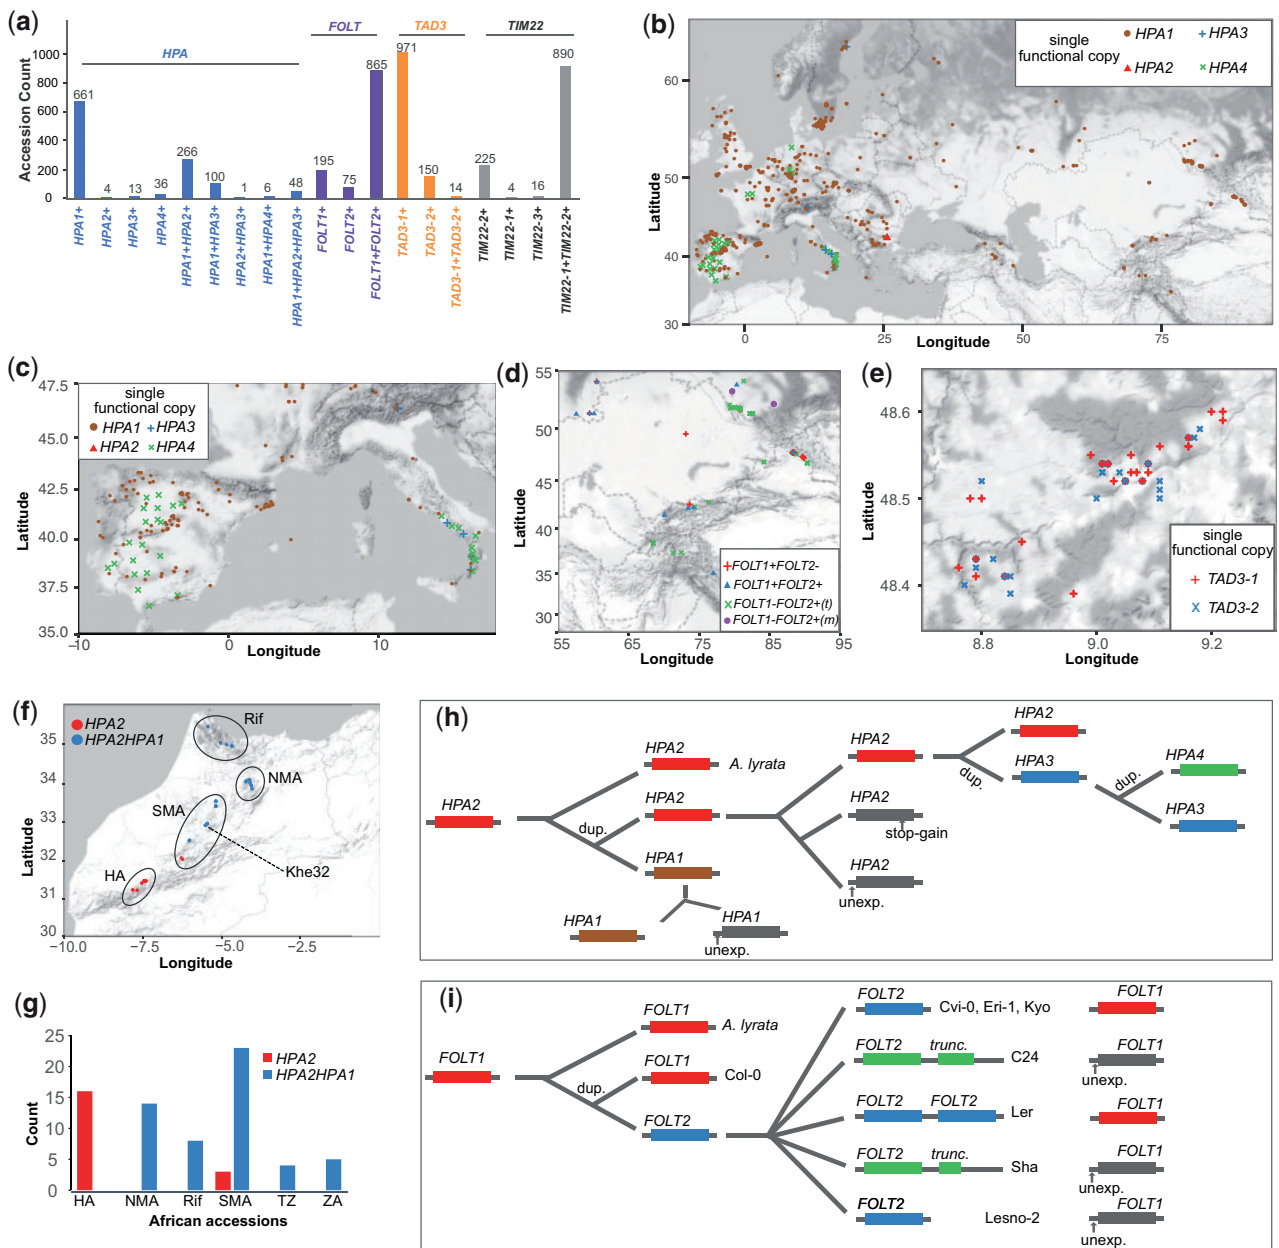 (a)
HPA
FOLT
TAD3
TIM22
Accession Count
1000
800
600
400
200
0
661
4
13
36
266
100
1
6
48
195
75
865
971
150
14
225
4
16
890
HPA1+
HPA2+
HPA3+
HPA4+
HPA1+HPA2+
HPA1+HPA3+
HPA2+HPA3+
HPA1+HPA4+
HPA1+HPA2+HPA3+
FOLT1+
FOLT2+
FOLT1+FOLT2+
TAD3-1+
TAD3-2+
TAD3-1+TAD3-2+
TIM22-2+
TIM22-1+
TIM22-3+
TIM22-1+TIM22-2+
(b)
single functional copy
HPA1
HPA3
HPA2
HPA4
Latitude
60
50
40
30
0
25
50
75
Longitude
(c)
single
functional copy
HPA1
HPA3
HPA2
HPA4
Latitude
47.5
45.0
42.5
40.0
37.5
35.0
−10
0
10
Longitude
(d)
Latitude
55
50
45
40
35
30
FOLT1+FOLT2-
FOLT1+FOLT2+
FOLT1-FOLT2+(t)
FOLT1-FOLT2+(m)
55
65
75
85
95
Longitude
(e)
Latitude
48.6
48.5
48.4
single
functional copy
TAD3-1
TAD3-2
8.8
9.0
9.2
Longitude
(f)
HPA2
HPA2HPA1
Rif
NMA
SMA
HA
Khe32
Latitude
35
34
33
32
31
30
−10.0
−7.5
−5.0
−2.5
Longitude
(g)
HPA2
HPA2HPA1
Count
25
20
15
10
5
0
HA
NMA
Rif
SMA
TZ
ZA
African accessions
(h)
HPA2
HPA2
A. lyrata
dup.
HPA2
HPA1
HPA1
HPA1
unexp.
HPA2
HPA2
stop-gain
HPA2
unexp.
dup.
HPA2
HPA3
dup.
HPA4
HPA3
(i)
FOLT1
FOLT1
A. lyrata
dup.
FOLT1
Col-0
FOLT2
FOLT2
Cvi-0, Eri-1, Kyo
FOLT1
FOLT2
trunc.
C24
FOLT1
unexp.
FOLT2
FOLT2
Ler
FOLT1
FOLT2
trunc.
Sha
FOLT1
unexp.
FOLT2
Lesno-2
FOLT1
unexp.